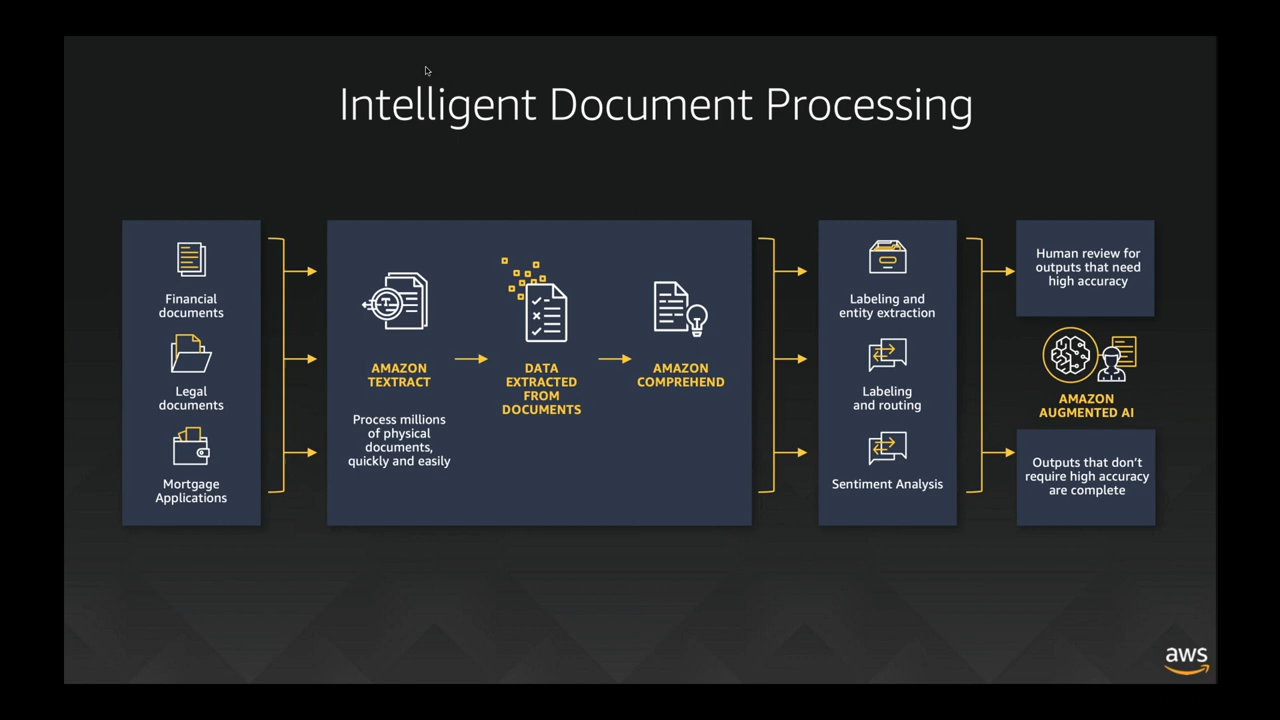 Intelligent Document Processing
Financial
documents
Legal
documents
Mortgage
Applications
AMAZON
TEXTRACT
Process millions
of physical
documents,
quickly and easily
DATA
EXTRACTED
FROM
DOCUMENTS
AMAZON
COMPREHEND
Labeling and
entity extraction
Labeling
and routing
Sentiment Analysis
Human review for
outputs that need
high accuracy
AMAZON
AUGMENTED AI
Outputs that don't
require high accuracy
are complete
aws